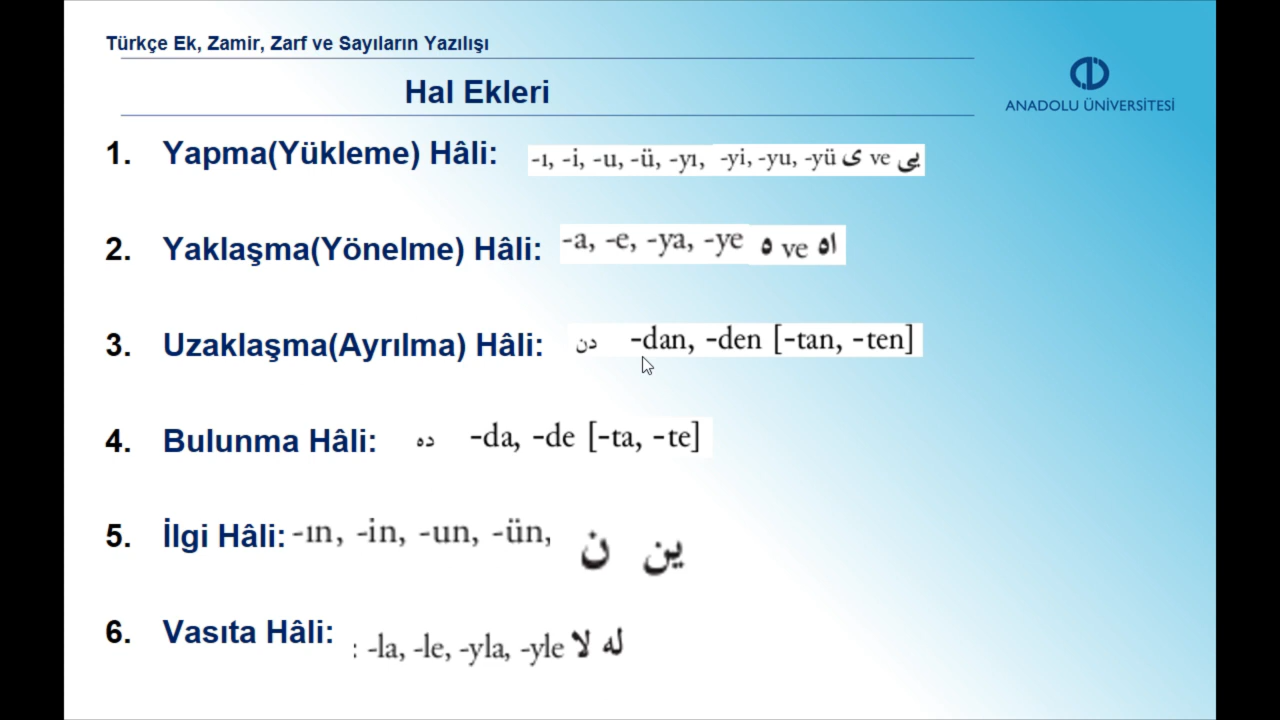 Türkçe Ek, Zamir, Zarf ve Sayıların Yazılışı
Hal Ekleri
ANADOLU ÜNİVERSİTESİ
1. Yapma(Yükleme) Hâli: -ı, -i, -u, -ü, -yı, -yi, -yu, -yü ى ve يى
2. Yaklaşma(Yönelme) Hâli: -a, -e, -ya, -ye ه ve اه
3. Uzaklaşma(Ayrılma) Hâli: دن -dan, -den [-tan, -ten]
4. Bulunma Hâli: ده -da, -de [-ta, -te]
5. İlgi Hâli: -ın, -in, -un, -ün, ن ين
6. Vasıta Hâli: : -la, -le, -yla, -yle لا له